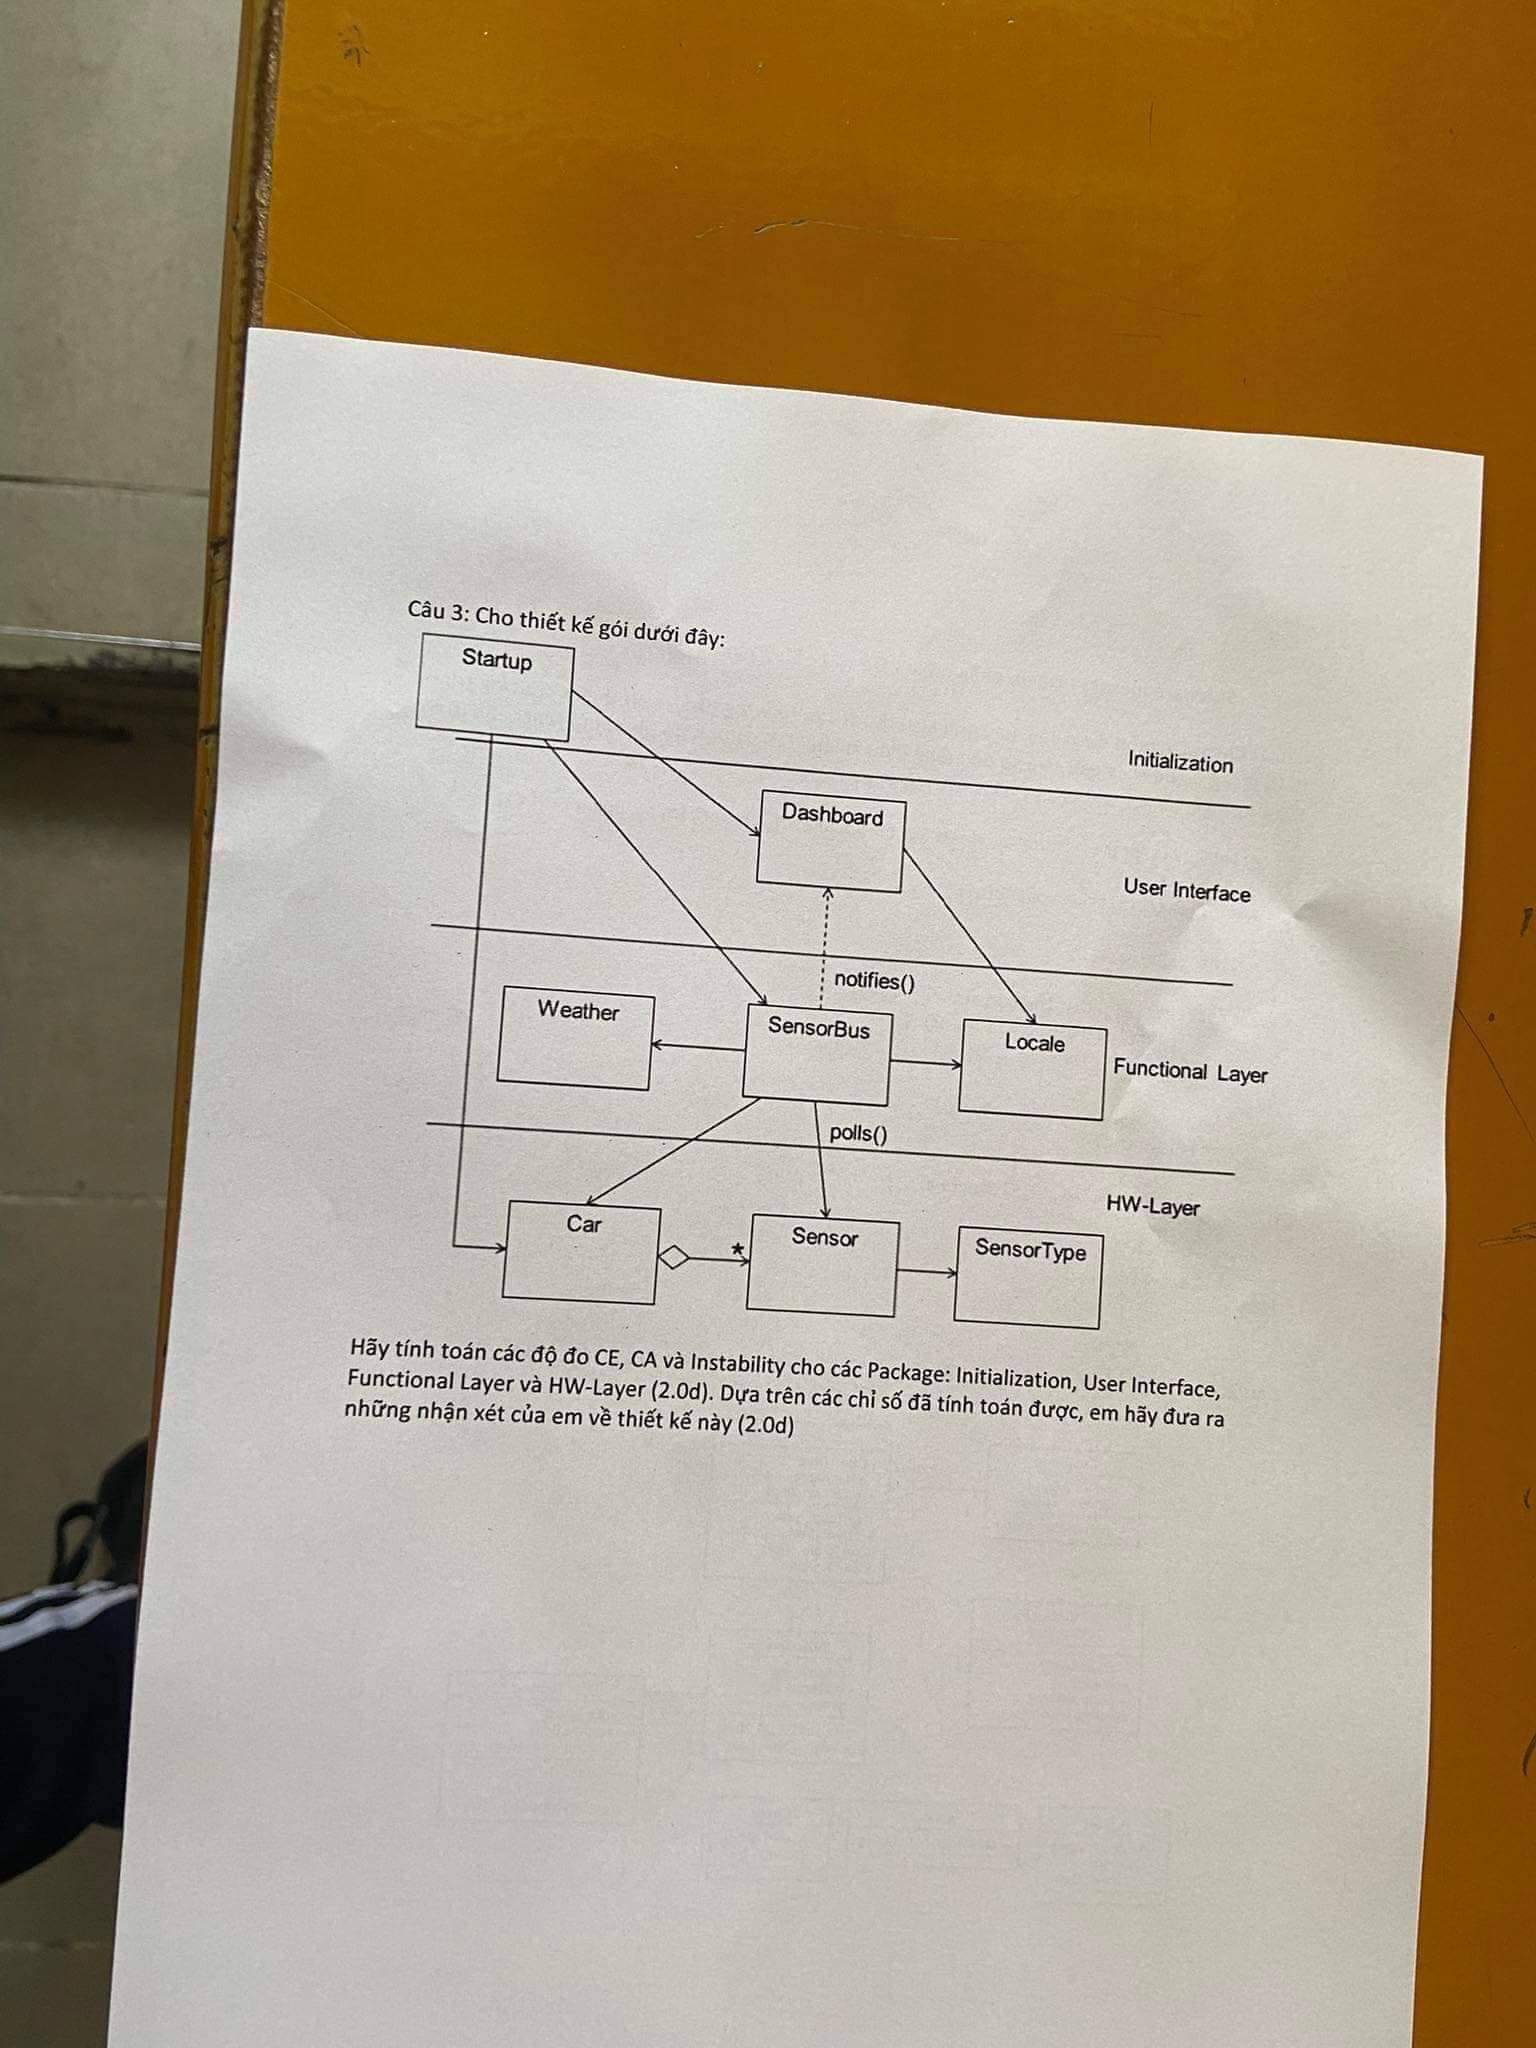 Câu 3: Cho thiết kế gói dưới đây:
Startup
Initialization
Dashboard
User Interface
notifies()
Weather
SensorBus
Locale
Functional Layer
polls()
HW-Layer
Car
*
Sensor
SensorType
Hãy tính toán các độ đo CE, CA và Instability cho các Package: Initialization, User Interface,
Functional Layer và HW-Layer (2.0d). Dựa trên các chỉ số đã tính toán được, em hãy đưa ra
những nhận xét của em về thiết kế này (2.0d)